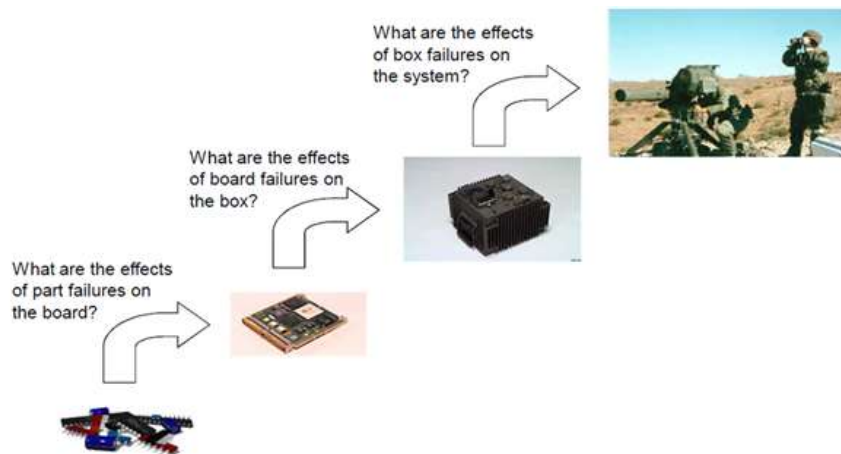 What are the effects
of box failures on
the system?
What are the effects
of board failures on
the box?
What are the effects
of part failures on
the board?